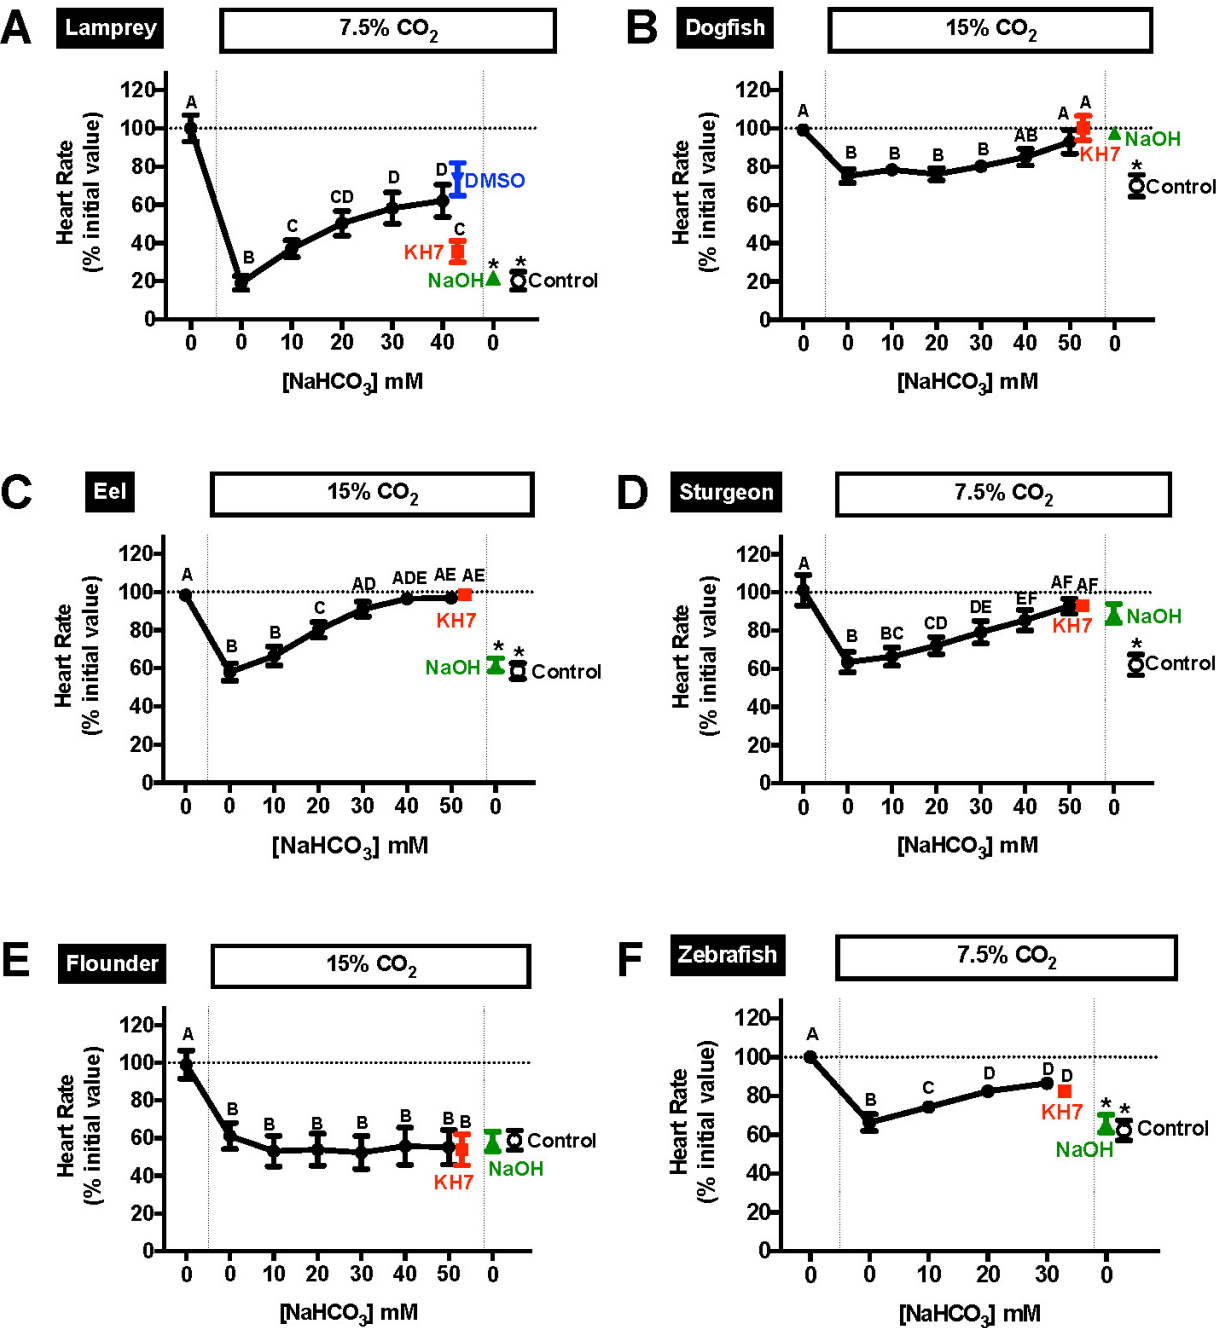 A Lamprey 7.5% CO2
Heart Rate
(% initial value)
120
100
80
60
40
20
0
A
B
C
CD
D
D
DMSO
C
KH7
* *
NaOH Control
0 0 10 20 30 40 0
[NaHCO3] mM
B Dogfish 15% CO2
Heart Rate
(% initial value)
120
100
80
60
40
20
0
A
B
B
B
B
AB
A
A
KH7
NaOH
*
Control
0 0 10 20 30 40 50 0
[NaHCO3] mM
C Eel 15% CO2
Heart Rate
(% initial value)
120
100
80
60
40
20
0
A
B
B
C
AD
ADE
AE
AE
KH7
* *
NaOH Control
0 0 10 20 30 40 50 0
[NaHCO3] mM
D Sturgeon 7.5% CO2
Heart Rate
(% initial value)
120
100
80
60
40
20
0
A
B
BC
CD
DE
EF
AF
AF
KH7
NaOH
*
Control
0 0 10 20 30 40 50 0
[NaHCO3] mM
E Flounder 15% CO2
Heart Rate
(% initial value)
120
100
80
60
40
20
0
A
B
B
B
B
B
B
B
KH7
NaOH
Control
0 0 10 20 30 40 50 0
[NaHCO3] mM
F Zebrafish 7.5% CO2
Heart Rate
(% initial value)
120
100
80
60
40
20
0
A
B
C
D
D
D
KH7
* *
NaOH
Control
0 0 10 20 30 0
[NaHCO3] mM